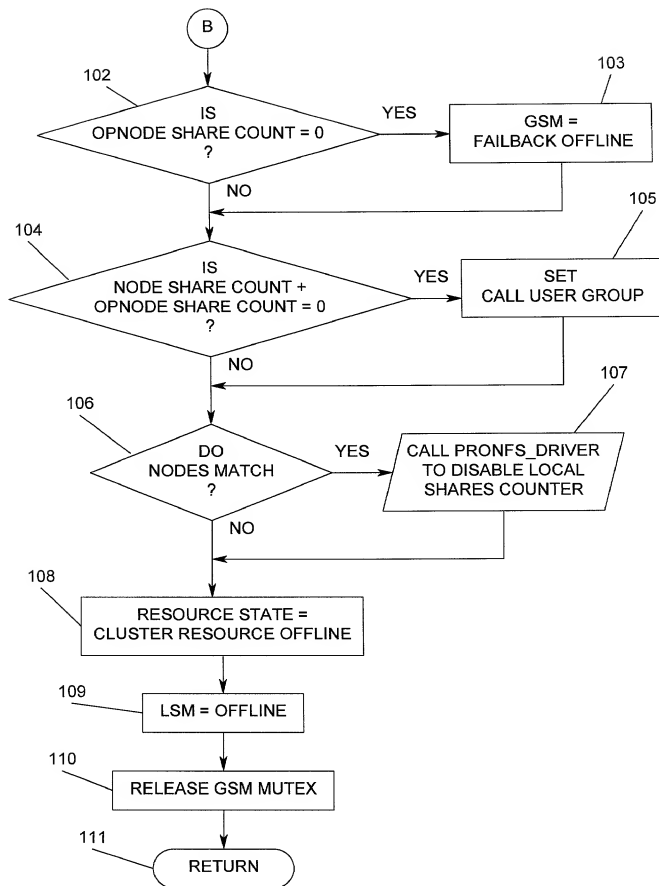 B
102
IS
OPNODE SHARE COUNT = 0
?
YES
NO
103
GSM =
FAILBACK OFFLINE
104
IS
NODE SHARE COUNT +
OPNODE SHARE COUNT = 0
?
YES
NO
105
SET
CALL USER GROUP
106
DO
NODES MATCH
?
YES
NO
107
CALL PRONFS_DRIVER
TO DISABLE LOCAL
SHARES COUNTER
108
RESOURCE STATE =
CLUSTER RESOURCE OFFLINE
109
LSM = OFFLINE
110
RELEASE GSM MUTEX
111
RETURN